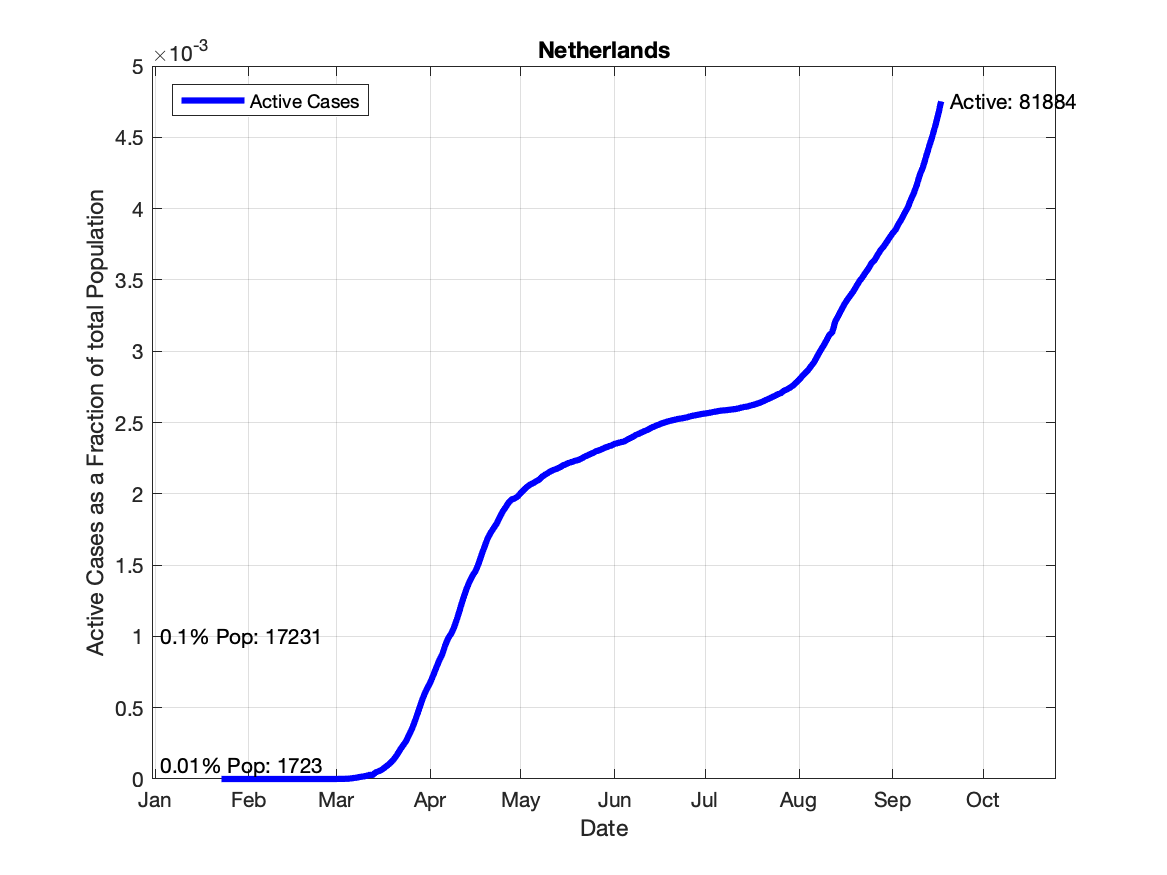 Netherlands
×10-3
Active Cases
Active: 81884
5
4.5
4
3.5
3
2.5
2
1.5
1
0.5
0
0.1% Pop: 17231
0.01% Pop: 1723
Active Cases as a Fraction of total Population
Jan Feb Mar Apr May Jun Jul Aug Sep Oct
Date